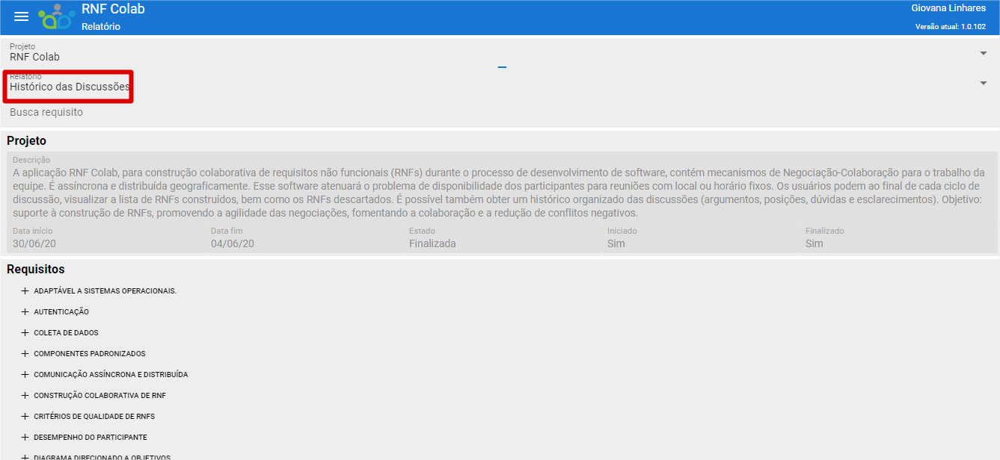 RNF Colab
Relatório
Giovana Linhares
Versão atual: 1.0.102
Projeto
RNF Colab
Relatório
Histórico das Discussões
Busca requisito
Projeto
Descrição
A aplicação RNF Colab, para construção colaborativa de requisitos não funcionais (RNFs) durante o processo de desenvolvimento de software, contém mecanismos de Negociação-Colaboração para o trabalho da
equipe. É assíncrona e distribuída geograficamente. Esse software atenuará o problema de disponibilidade dos participantes para reuniões com local ou horário fixos. Os usuários podem ao final de cada ciclo de
discussão, visualizar a lista de RNFs construídos, bem como os RNFs descartados. É possível também obter um histórico organizado das discussões (argumentos, posições, dúvidas e esclarecimentos). Objetivo:
suporte à construção de RNFs, promovendo a agilidade das negociações, fomentando a colaboração e a redução de conflitos negativos.
Data início Data fim Estado Iniciado Finalizado
30/06/20 04/06/20 Finalizada Sim Sim
Requisitos
+ ADAPTÁVEL A SISTEMAS OPERACIONAIS.
+ AUTENTICAÇÃO
+ COLETA DE DADOS
+ COMPONENTES PADRONIZADOS
+ COMUNICAÇÃO ASSÍNCRONA E DISTRIBUÍDA
+ CONSTRUÇÃO COLABORATIVA DE RNF
+ CRITÉRIOS DE QUALIDADE DE RNFS
+ DESEMPENHO DO PARTICIPANTE
+ DIAGRAMA DIRECIONADO A OBJETIVOS